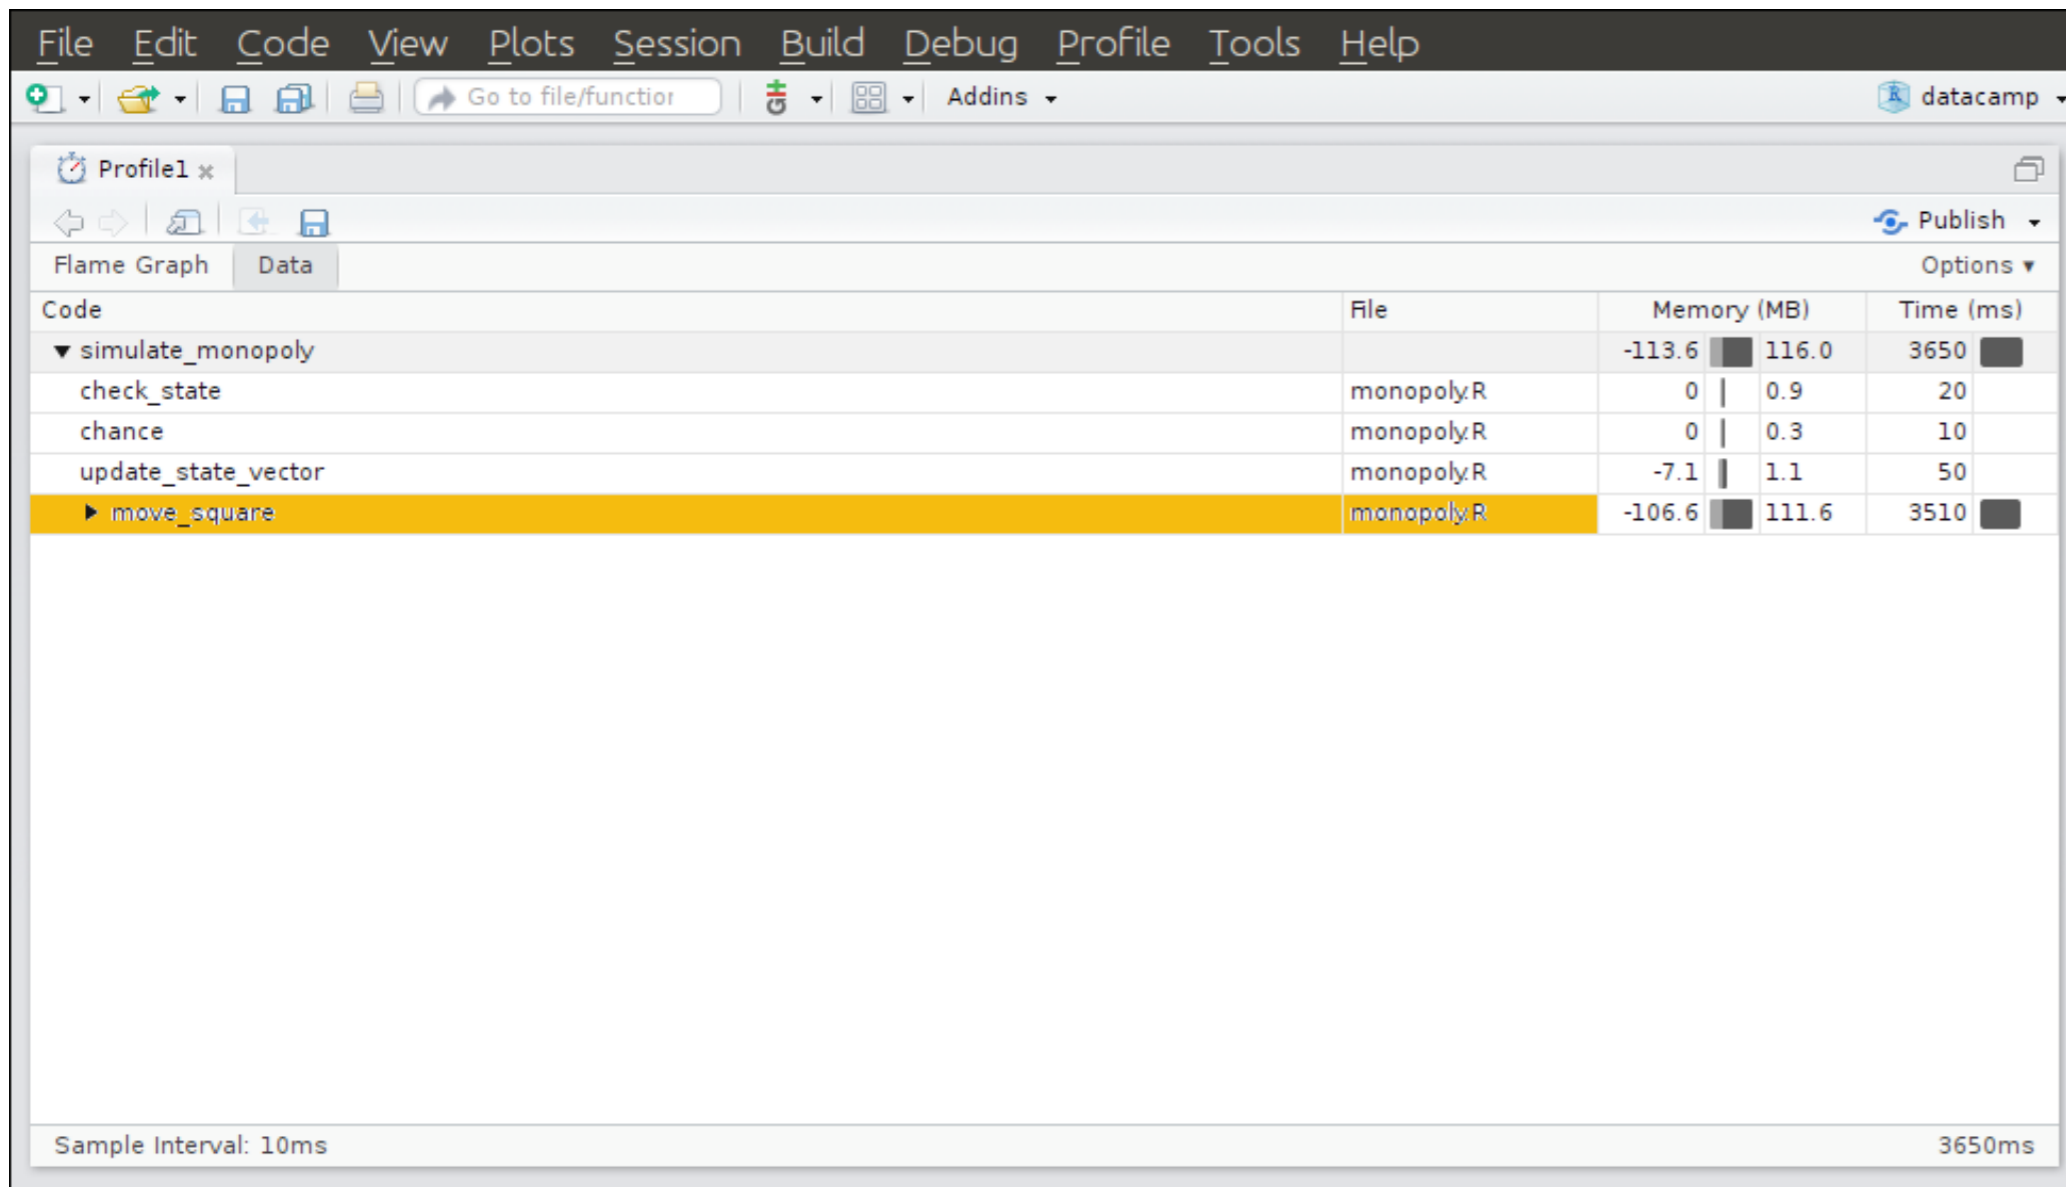 File Edit Code View Plots Session Build Debug Profile Tools Help
Go to file/function Addins datacamp
Profile1
Publish
Flame Graph Data Options
Code File Memory (MB) Time (ms)
simulate_monopoly -113.6 116.0 3650
check_state monopoly.R 0 0.9 20
chance monopoly.R 0 0.3 10
update_state_vector monopoly.R -7.1 1.1 50
move_square monopoly.R -106.6 111.6 3510
Sample Interval: 10ms 3650ms